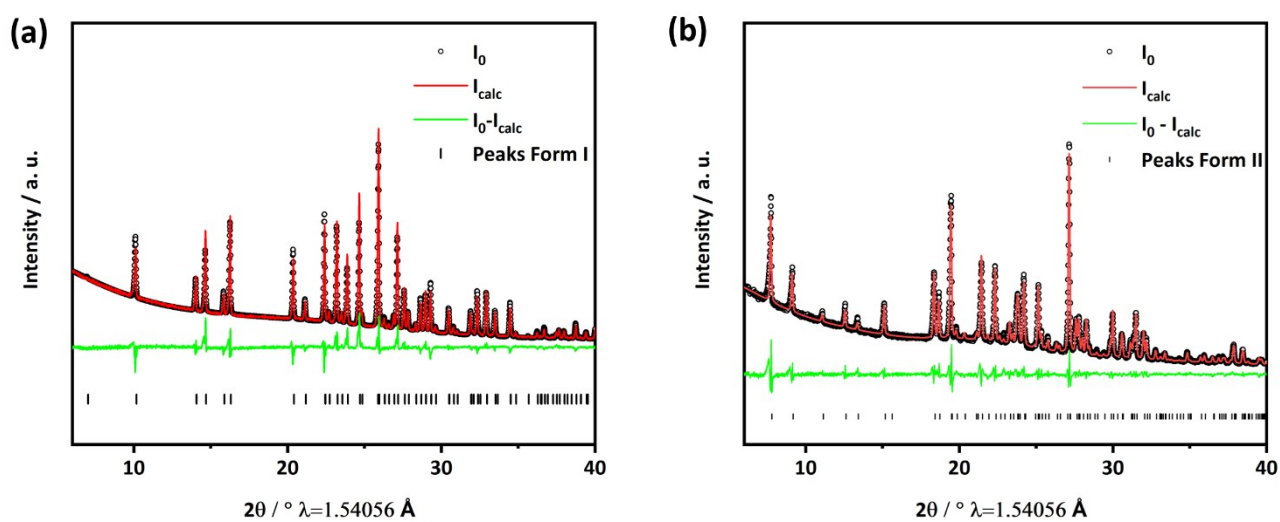 (a)
I0
Icalc
I0-Icalc
Peaks Form I
Intensity / a. u.
10 20 30 40
2θ / ° λ=1.54056 Å
(b)
I0
Icalc
I0 - Icalc
Peaks Form II
Intensity / a. u.
10 20 30 40
2θ / ° λ=1.54056 Å